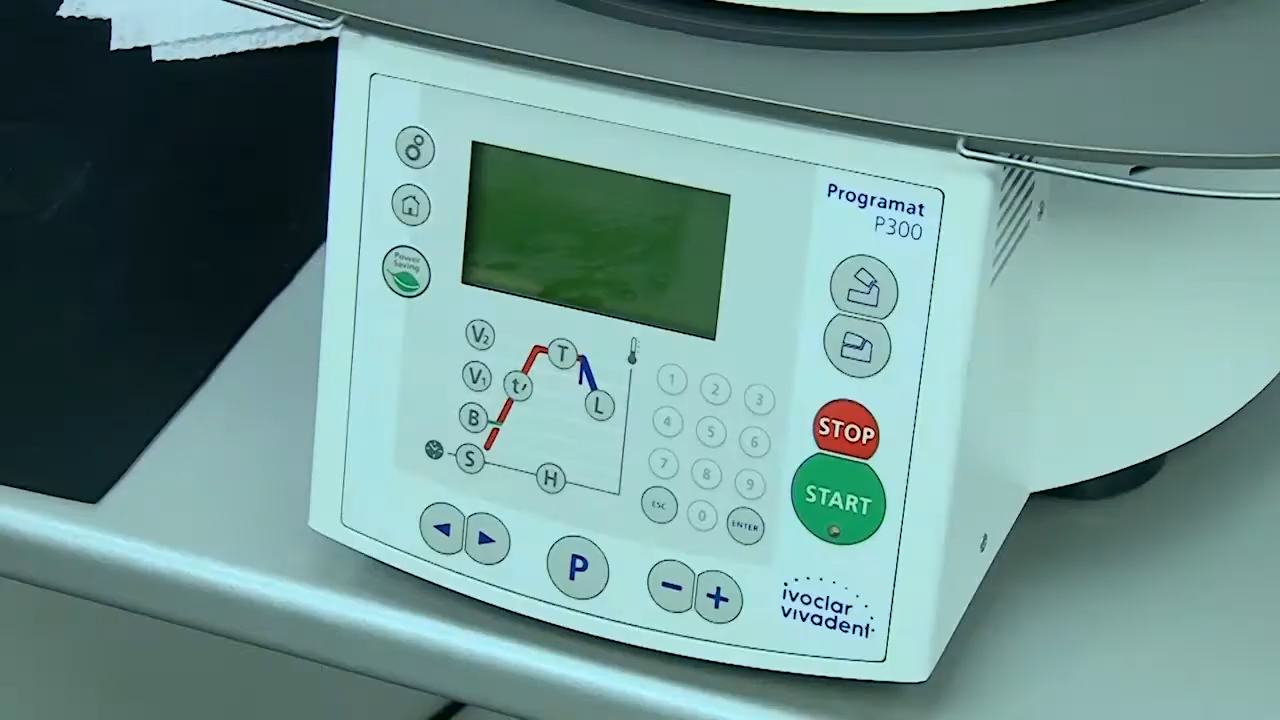 Programat
P300
Power
Saving
V2
V1
B
S
t'
T
L
H
1 2 3
4 5 6
7 8 9
ESC 0 ENTER
STOP
START
P
− +
ivoclar
vivadent